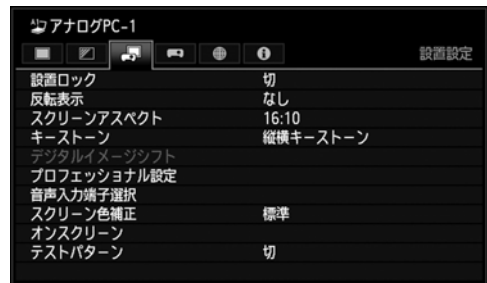 アナログPC-1
設置設定
設置ロック 切
反転表示 なし
スクリーンアスペクト 16:10
キーストーン 縦横キーストーン
デジタルイメージシフト
プロフェッショナル設定
音声入力端子選択
スクリーン色補正 標準
オンスクリーン
テストパターン 切